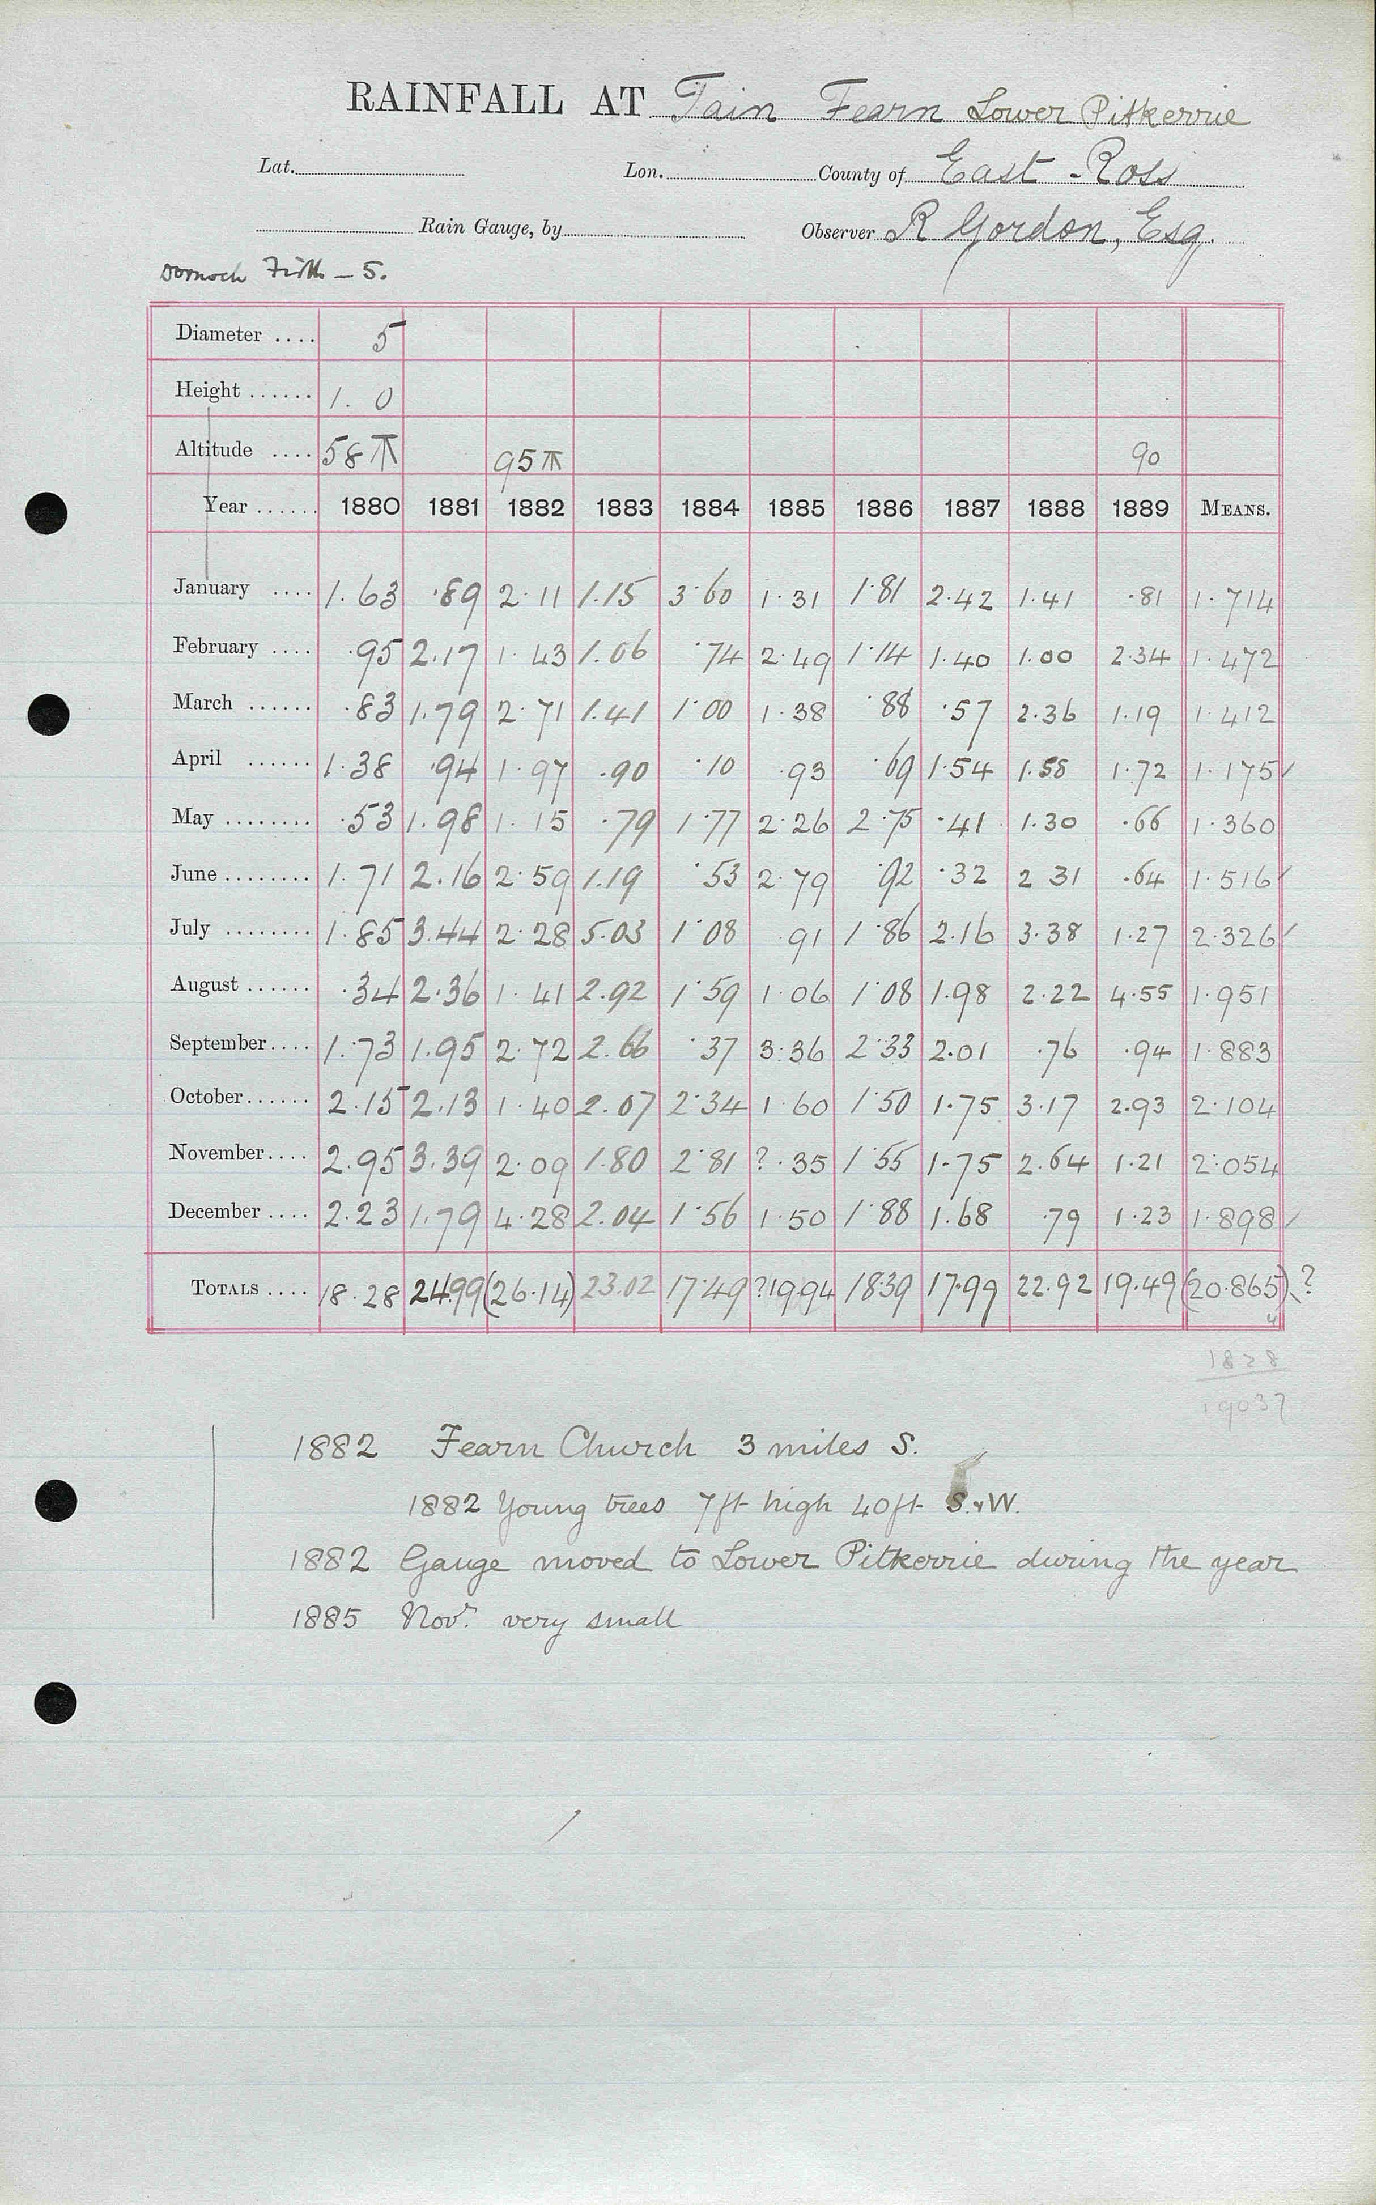 RAINFALL AT Tain Fearn Lower Pitkerrie
Lat. Lon. County of East-Ross
Rain Gauge, by Observer R Gordon, Esq.
Dornoch Firth - 5.
Diameter .... 5
Height ...... 1. 0
Altitude .... 58 T 95 T 90
Year ...... 1880 1881 1882 1883 1884 1885 1886 1887 1888 1889 MEANS.
January .... 1.63 .89 2.11 1.15 3.60 1.31 1.81 2.42 1.41 .81 1.714
February .... .95 2.17 1.43 1.06 .74 2.49 1.14 1.40 1.00 2.34 1.472
March ...... .83 1.79 2.71 1.41 1.00 1.38 .88 .57 2.36 1.19 1.412
April ...... 1.38 .94 1.97 .90 .10 .93 .69 1.54 1.58 1.72 1.175✓
May ........ .53 1.98 1.15 .79 1.77 2.26 2.75 .41 1.30 .66 1.360
June ........ 1.71 2.16 2.59 1.19 .53 2.79 .92 .32 2 31 .64 1.516✓
July ........ 1.85 3.44 2.28 5.03 1.08 .91 1.86 2.16 3.38 1.27 2.326✓
August ...... .34 2.36 1.41 2.92 1.59 1.06 1.08 1.98 2.22 4.55 1.951
September.... 1.73 1.95 2.72 2.66 .37 3.36 2.33 2.01 .76 .94 1.883
October...... 2.15 2.13 1.40 2.07 2.34 1.60 1.50 1.75 3.17 2.93 2.104
November.... 2.95 3.39 2.09 1.80 2.81 ?.35 1.55 1.75 2.64 1.21 2.054
December .... 2.23 1.79 4.28 2.04 1.56 1.50 1.88 1.68 .79 1.23 1.898✓
TOTALS .... 18.28 24.99 (26.14) 23.02 17.49 ?19.94 18.39 17.99 22.92 19.49 (20.865)?
4
1828
19037
1882 Fearn Church 3 miles S.
1882 Young trees 7ft high 40ft S.&W.
1882 Gauge moved to Lower Pitkerrie during the year
1885 Novr. very small